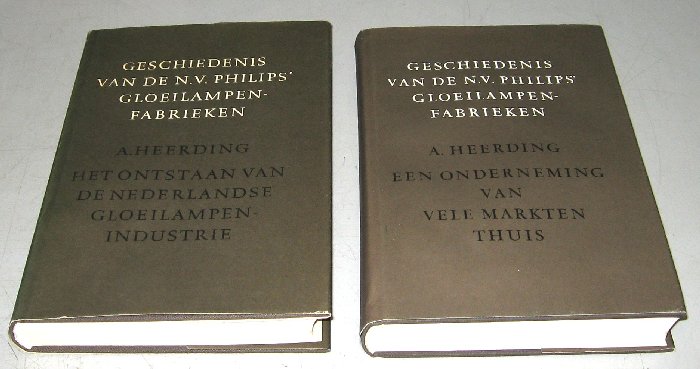 GESCHIEDENIS
VAN DE N.V. PHILIPS'
GLOEILAMPEN-
FABRIEKEN
A. HEERDING
HET ONTSTAAN VAN
DE NEDERLANDSE
GLOEILAMPEN-
INDUSTRIE
GESCHIEDENIS
VAN DE N.V. PHILIPS'
GLOEILAMPEN-
FABRIEKEN
A. HEERDING
EEN ONDERNEMING
VAN
VELE MARKTEN
THUIS